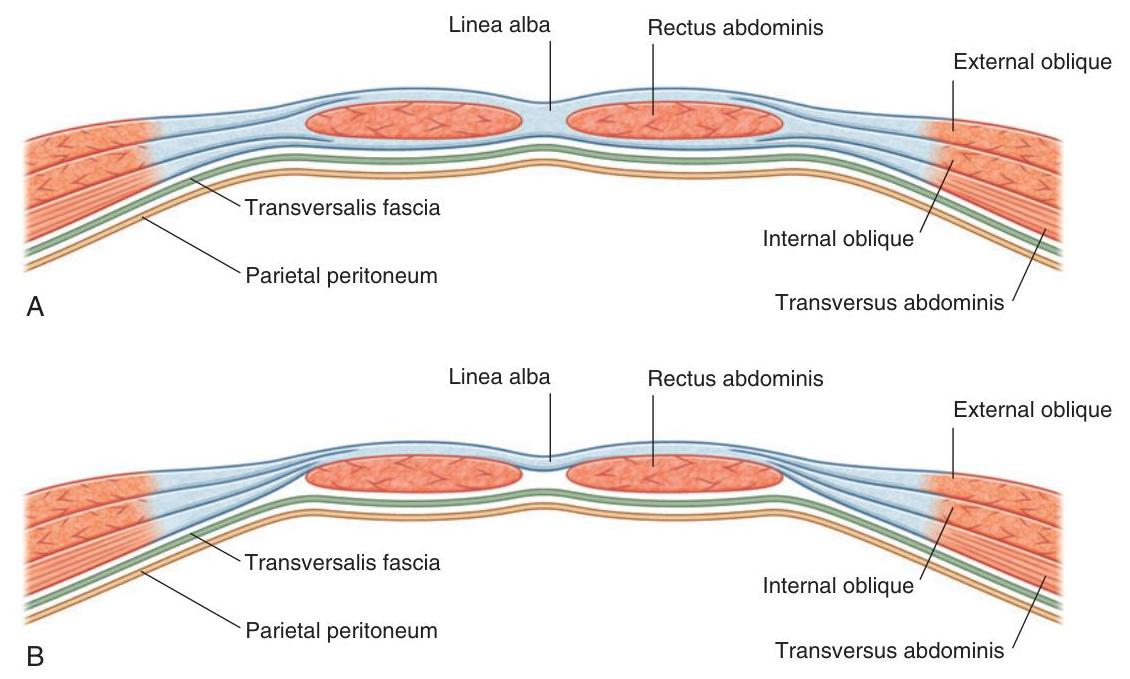 Linea alba
Rectus abdominis
External oblique
Transversalis fascia
Internal oblique
Parietal peritoneum
Transversus abdominis
A
Linea alba
Rectus abdominis
External oblique
Transversalis fascia
Internal oblique
Parietal peritoneum
Transversus abdominis
B